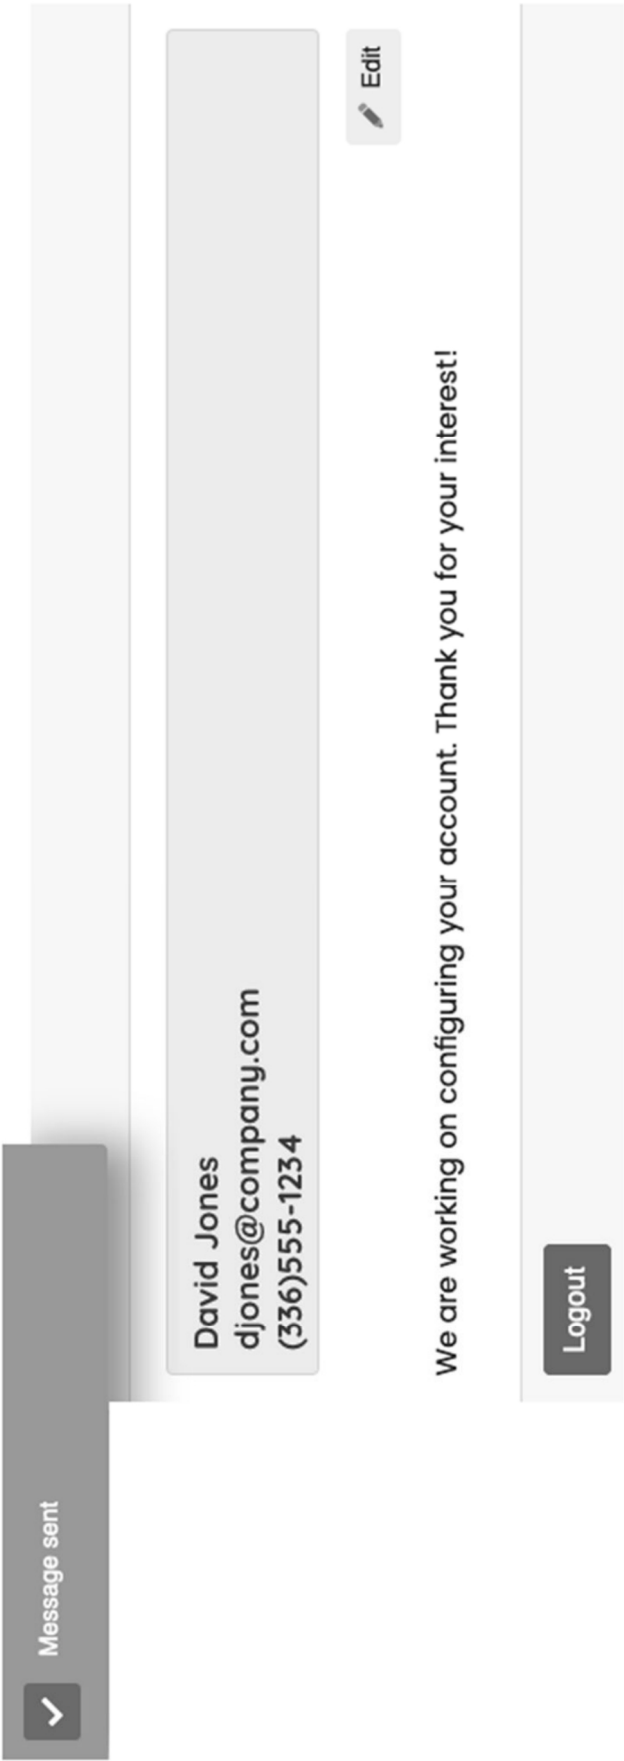 Message sent
David Jones
djones@company.com
(336)555-1234
Edit
We are working on configuring your account. Thank you for your interest!
Logout